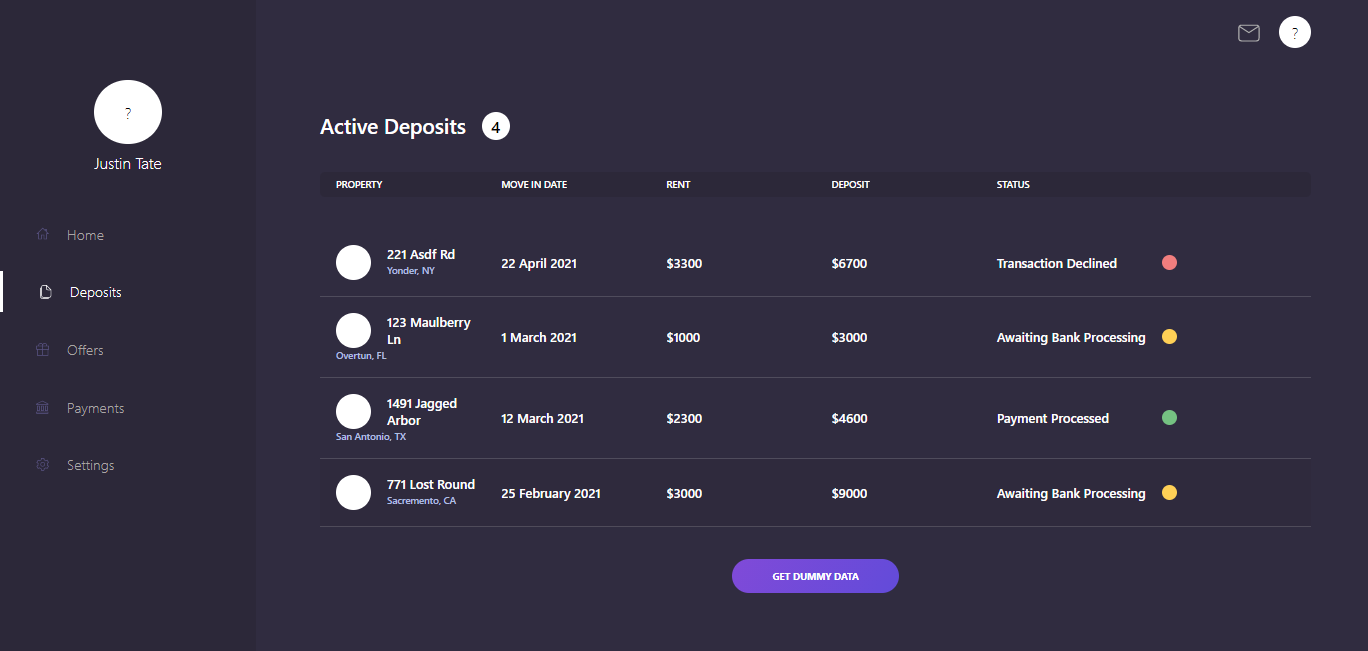 ?
?
Justin Tate
Home
Deposits
Offers
Payments
Settings
Active Deposits 4
PROPERTY MOVE IN DATE RENT DEPOSIT STATUS
221 Asdf Rd
Yonder, NY
22 April 2021 $3300 $6700 Transaction Declined
123 Maulberry
Ln
Overtun, FL
1 March 2021 $1000 $3000 Awaiting Bank Processing
1491 Jagged
Arbor
San Antonio, TX
12 March 2021 $2300 $4600 Payment Processed
771 Lost Round
Sacremento, CA
25 February 2021 $3000 $9000 Awaiting Bank Processing
GET DUMMY DATA